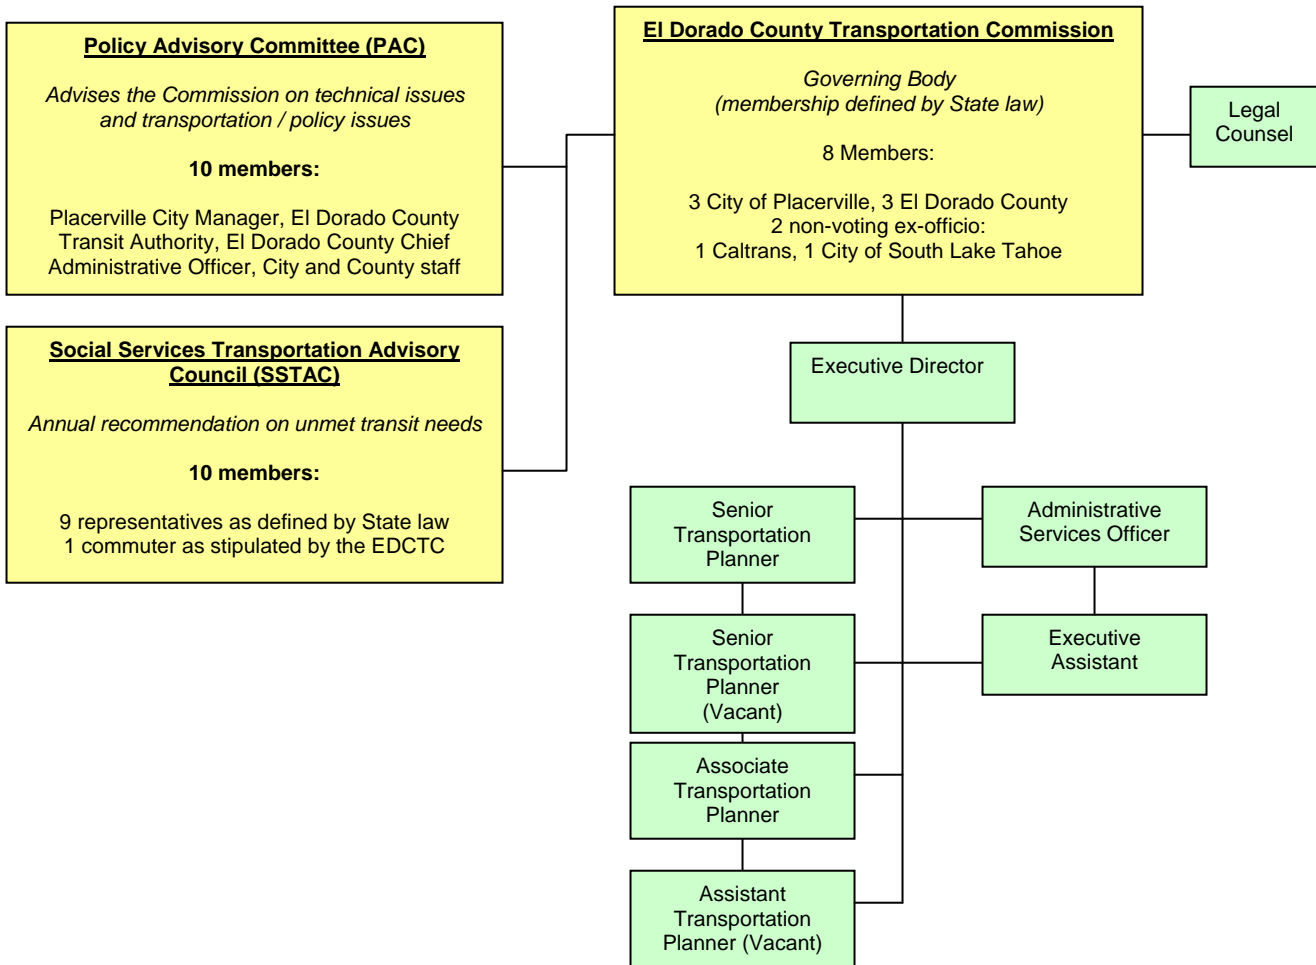 Policy Advisory Committee (PAC)
Advises the Commission on technical issues
and transportation / policy issues
10 members:
Placerville City Manager, El Dorado County
Transit Authority, El Dorado County Chief
Administrative Officer, City and County staff
Social Services Transportation Advisory
Council (SSTAC)
Annual recommendation on unmet transit needs
10 members:
9 representatives as defined by State law
1 commuter as stipulated by the EDCTC
El Dorado County Transportation Commission
Governing Body
(membership defined by State law)
8 Members:
3 City of Placerville, 3 El Dorado County
2 non-voting ex-officio:
1 Caltrans, 1 City of South Lake Tahoe
Legal
Counsel
Executive Director
Senior
Transportation
Planner
Administrative
Services Officer
Senior
Transportation
Planner
(Vacant)
Executive
Assistant
Associate
Transportation
Planner
Assistant
Transportation
Planner (Vacant)